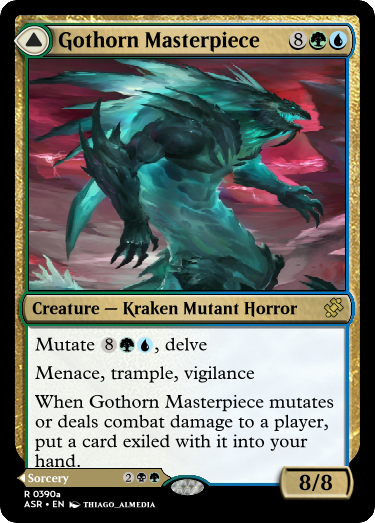 Gothorn Masterpiece 8
Creature — Kraken Mutant Horror
Mutate 8, delve
Menace, trample, vigilance
When Gothorn Masterpiece mutates
or deals combat damage to a player,
put a card exiled with it into your
hand.
Sorcery 2
8/8
R 0390a
ASR • EN THIAGO_ALMEDIA